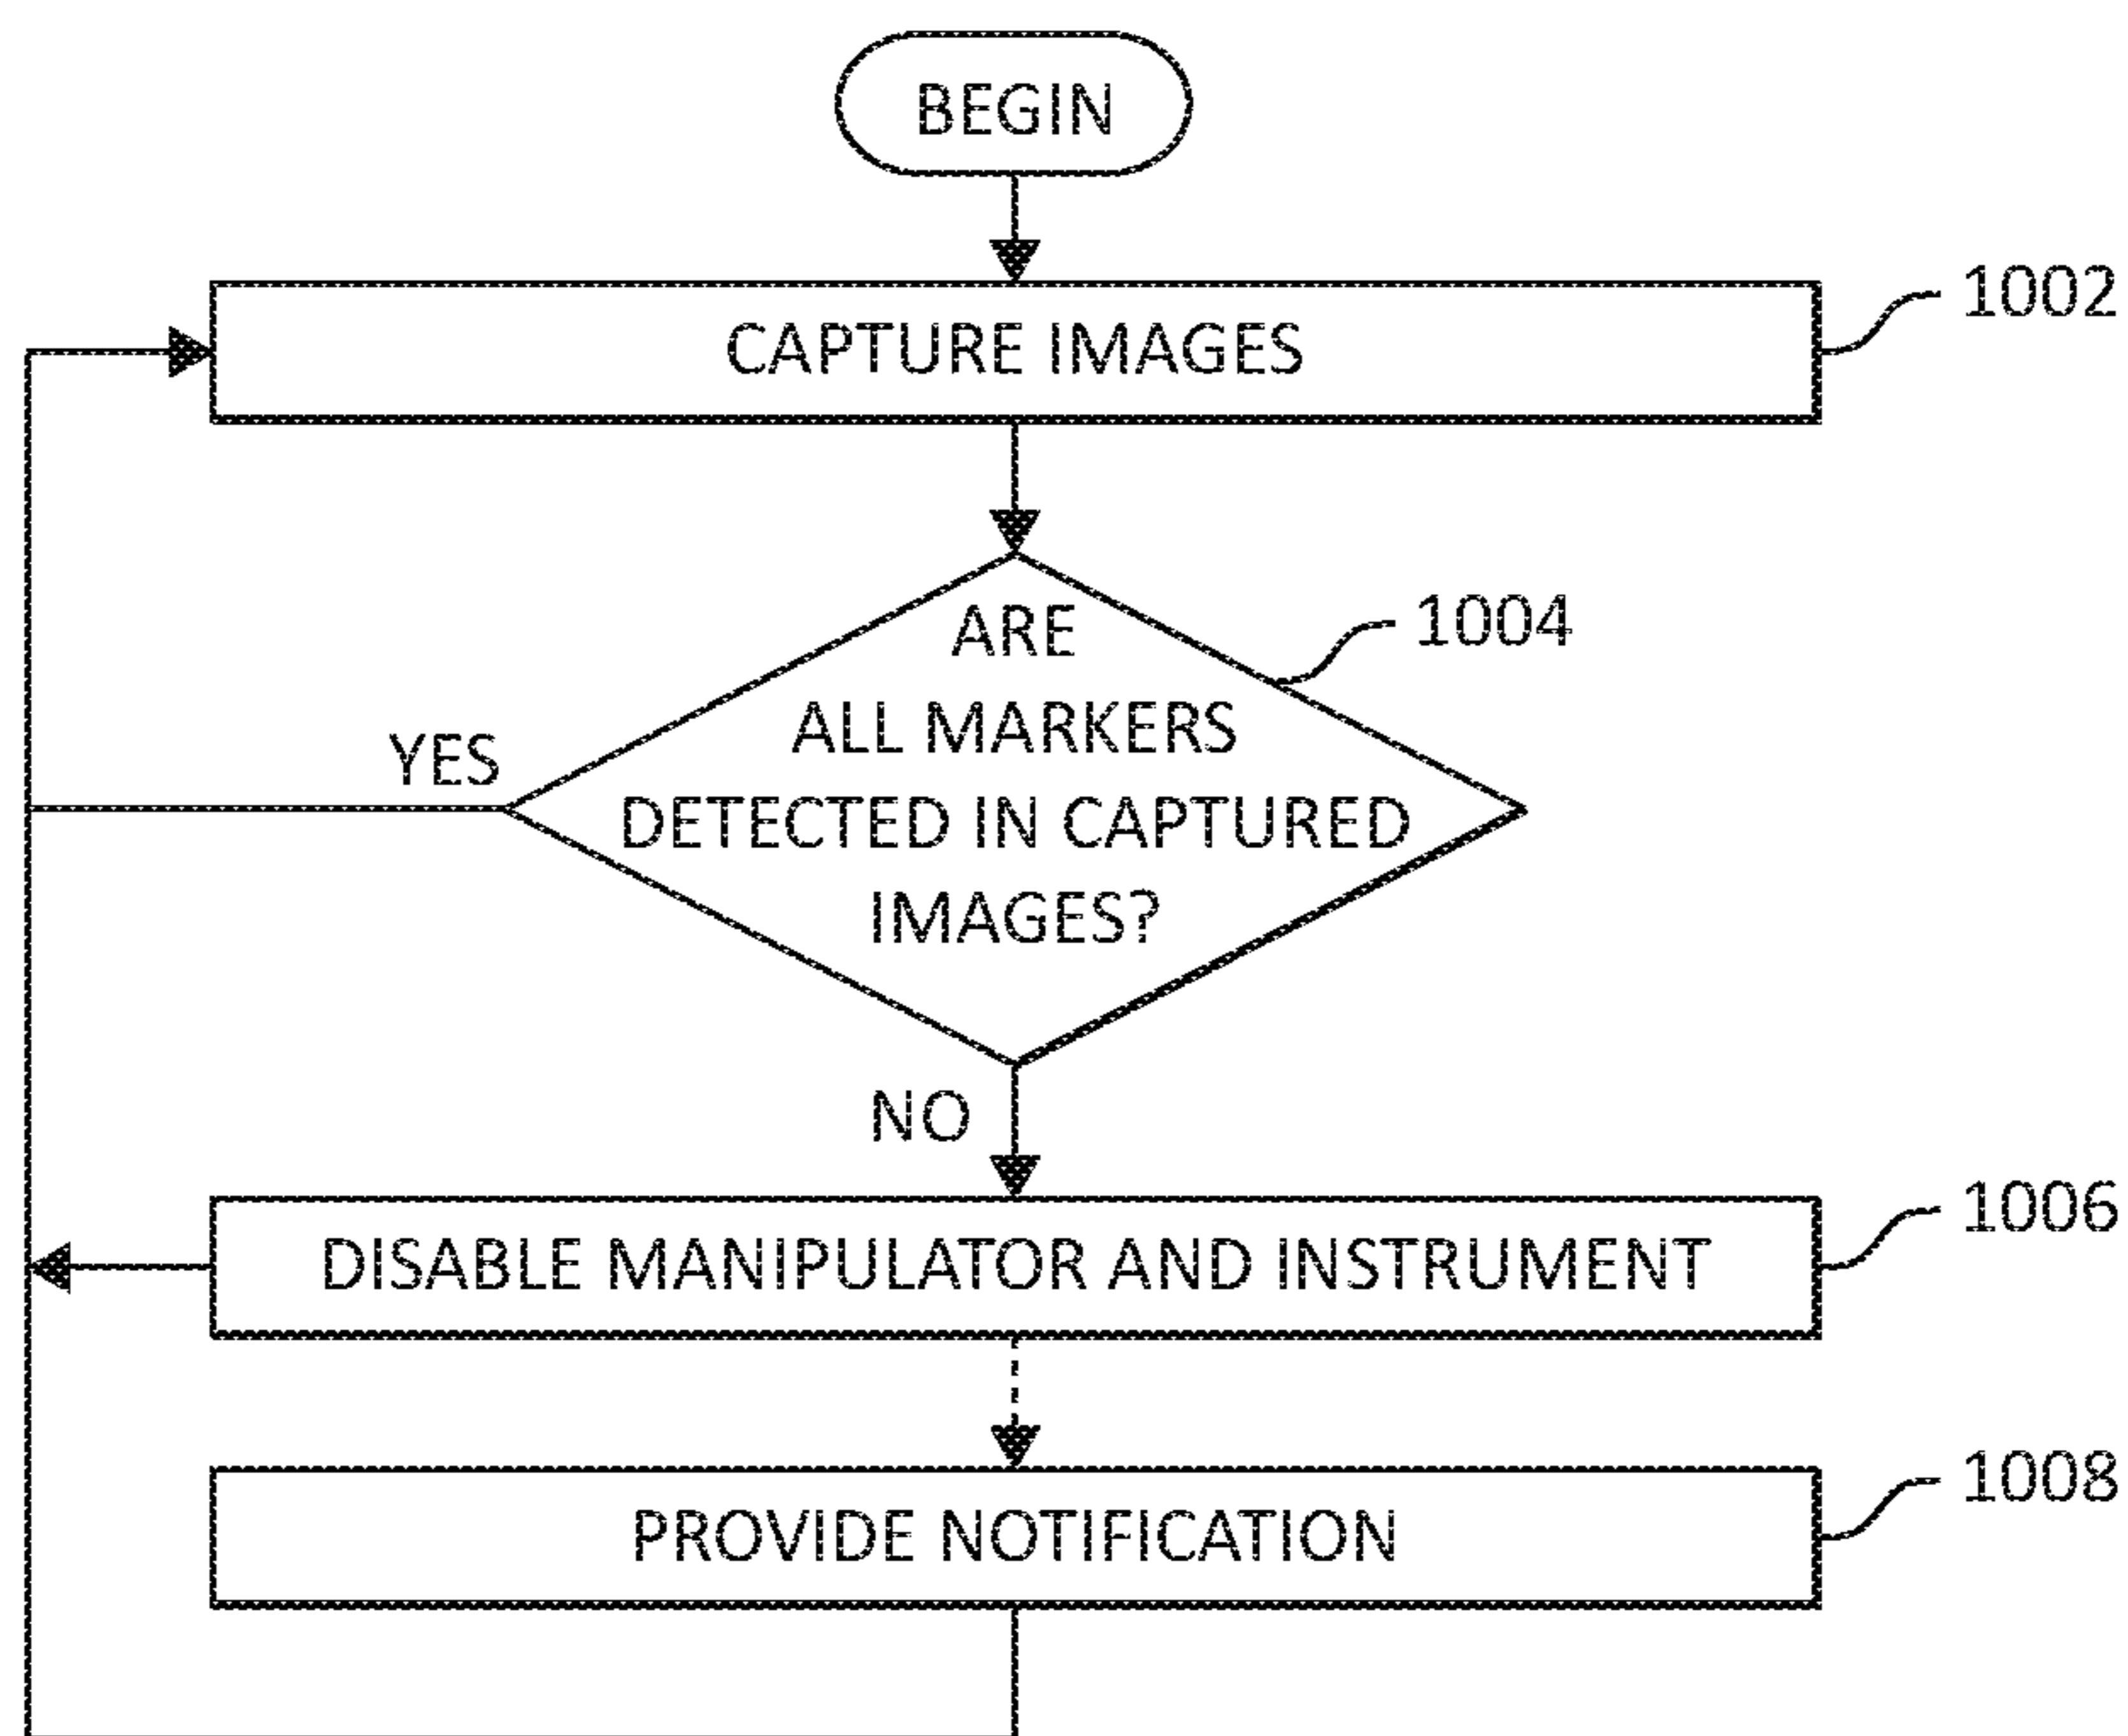 BEGIN
1002
CAPTURE IMAGES
ARE
1004
ALL MARKERS
YES
DETECTED IN CAPTURED
IMAGES?
NO
1006
DISABLE MANIPULATOR AND INSTRUMENT
1008
PROVIDE NOTIFICATION